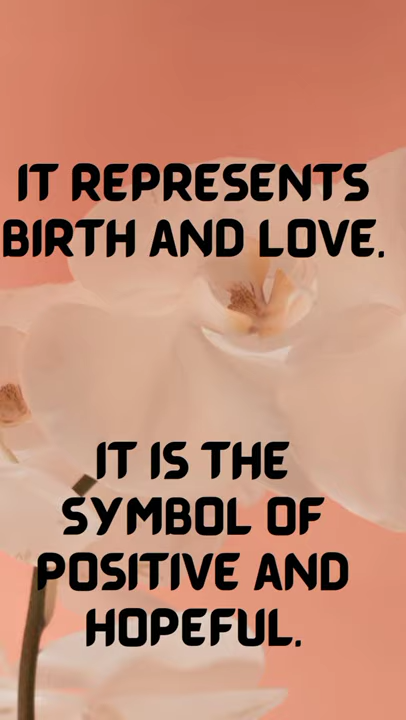 IT REPRESENTS
BIRTH AND LOVE.
IT IS THE
SYMBOL OF
POSITIVE AND
HOPEFUL.